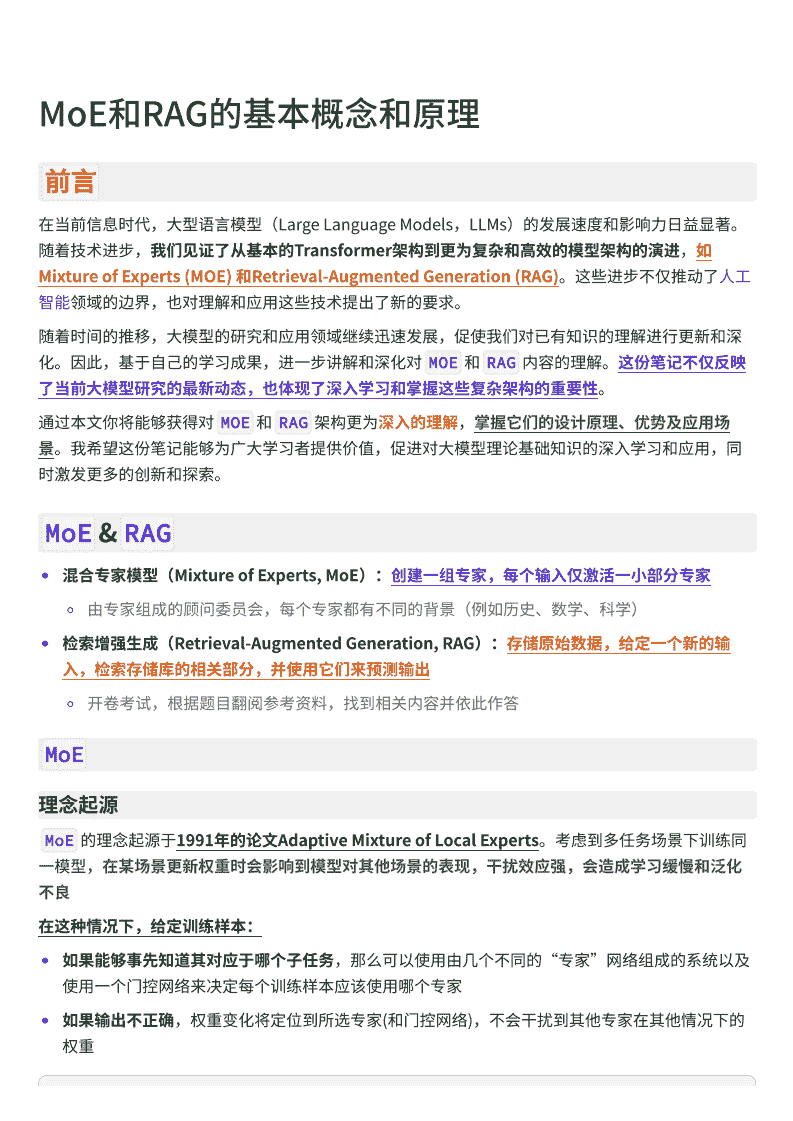 MoE和RAG的基本概念和原理
前言
在当前信息时代，大型语言模型（Large Language Models，LLMs）的发展速度和影响力日益显著。
随着技术进步，我们见证了从基本的Transformer架构到更为复杂和高效的模型架构的演进，如
Mixture of Experts (MOE) 和Retrieval-Augmented Generation (RAG)。这些进步不仅推动了人工
智能领域的边界，也对理解和应用这些技术提出了新的要求。
随着时间的推移，大模型的研究和应用领域继续迅速发展，促使我们对已有知识的理解进行更新和深
化。因此，基于自己的学习成果，进一步讲解和深化对 MOE 和 RAG 内容的理解。这份笔记不仅反映
了当前大模型研究的最新动态，也体现了深入学习和掌握这些复杂架构的重要性。
通过本文你将能够获得对 MOE 和 RAG 架构更为深入的理解，掌握它们的设计原理、优势及应用场
景。我希望这份笔记能够为广大学习者提供价值，促进对大模型理论基础知识的深入学习和应用，同
时激发更多的创新和探索。
MoE & RAG
• 混合专家模型（Mixture of Experts, MoE）：创建一组专家，每个输入仅激活一小部分专家
◦ 由专家组成的顾问委员会，每个专家都有不同的背景（例如历史、数学、科学）
• 检索增强生成（Retrieval-Augmented Generation, RAG）：存储原始数据，给定一个新的输
入，检索存储库的相关部分，并使用它们来预测输出
◦ 开卷考试，根据题目翻阅参考资料，找到相关内容并依此作答
MoE
理念起源
MoE 的理念起源于1991年的论文Adaptive Mixture of Local Experts。考虑到多任务场景下训练同
一模型，在某场景更新权重时会影响到模型对其他场景的表现，干扰效应强，会造成学习缓慢和泛化
不良
在这种情况下，给定训练样本：
• 如果能够事先知道其对应于哪个子任务，那么可以使用由几个不同的“专家”网络组成的系统以及
使用一个门控网络来决定每个训练样本应该使用哪个专家
• 如果输出不正确，权重变化将定位到所选专家(和门控网络)，不会干扰到其他专家在其他情况下的
权重